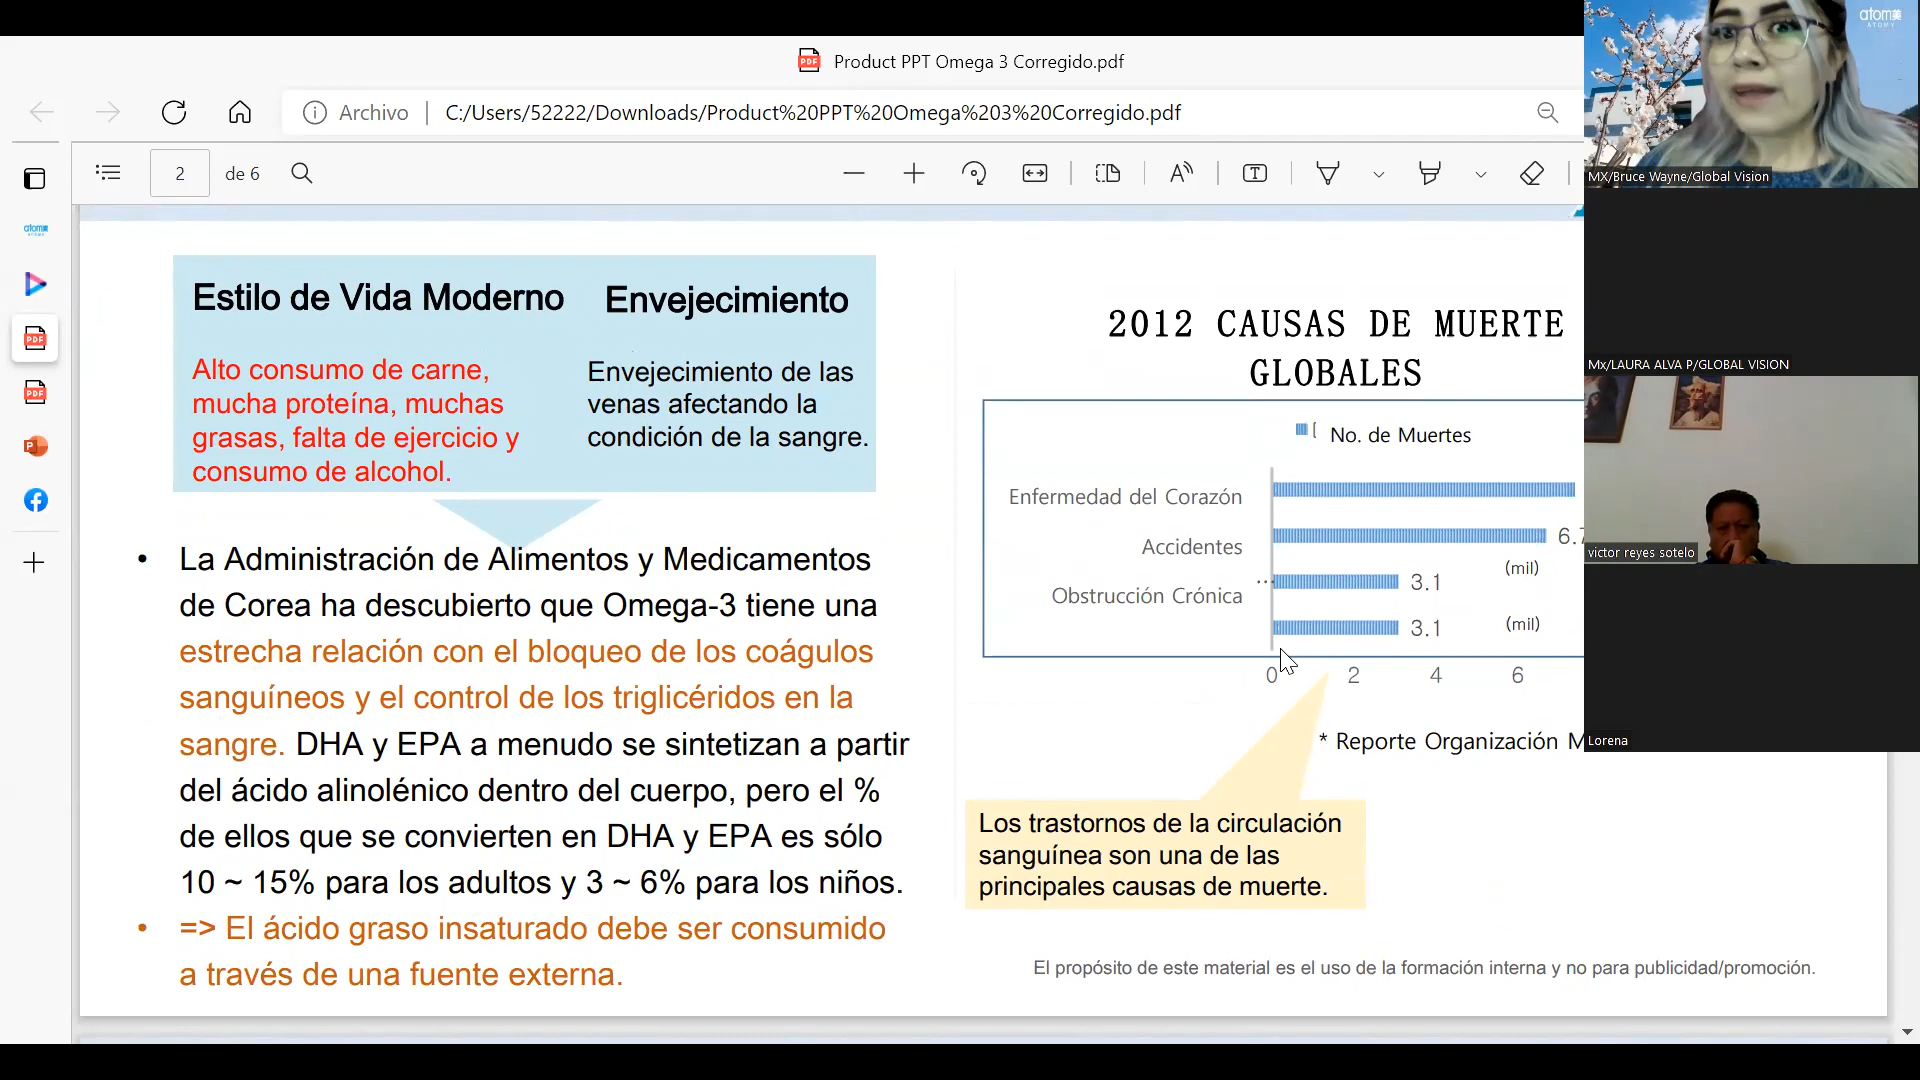 Product PPT Omega 3 Corregido.pdf
Archivo
C:/Users/52222/Downloads/Product%20PPT%20Omega%203%20Corregido.pdf
2
de 6
Estilo de Vida Moderno
Envejecimiento
Alto consumo de carne,
mucha proteína, muchas
grasas, falta de ejercicio y
consumo de alcohol.
Envejecimiento de las
venas afectando la
condición de la sangre.
• La Administración de Alimentos y Medicamentos
de Corea ha descubierto que Omega-3 tiene una
estrecha relación con el bloqueo de los coágulos
sanguíneos y el control de los triglicéridos en la
sangre. DHA y EPA a menudo se sintetizan a partir
del ácido alinolénico dentro del cuerpo, pero el %
de ellos que se convierten en DHA y EPA es sólo
10 ~ 15% para los adultos y 3 ~ 6% para los niños.
• => El ácido graso insaturado debe ser consumido
a través de una fuente externa.
2012 CAUSAS DE MUERTE
GLOBALES
No. de Muertes
Enfermedad del Corazón
Accidentes
6.7
(mil)
... 3.1
Obstrucción Crónica
3.1
(mil)
0 2 4 6
* Reporte Organización M
Los trastornos de la circulación
sanguínea son una de las
principales causas de muerte.
El propósito de este material es el uso de la formación interna y no para publicidad/promoción.
atom美
ATOMY
MX/Bruce Wayne/Global Vision
Mx/LAURA ALVA P/GLOBAL VISION
victor reyes sotelo
Lorena